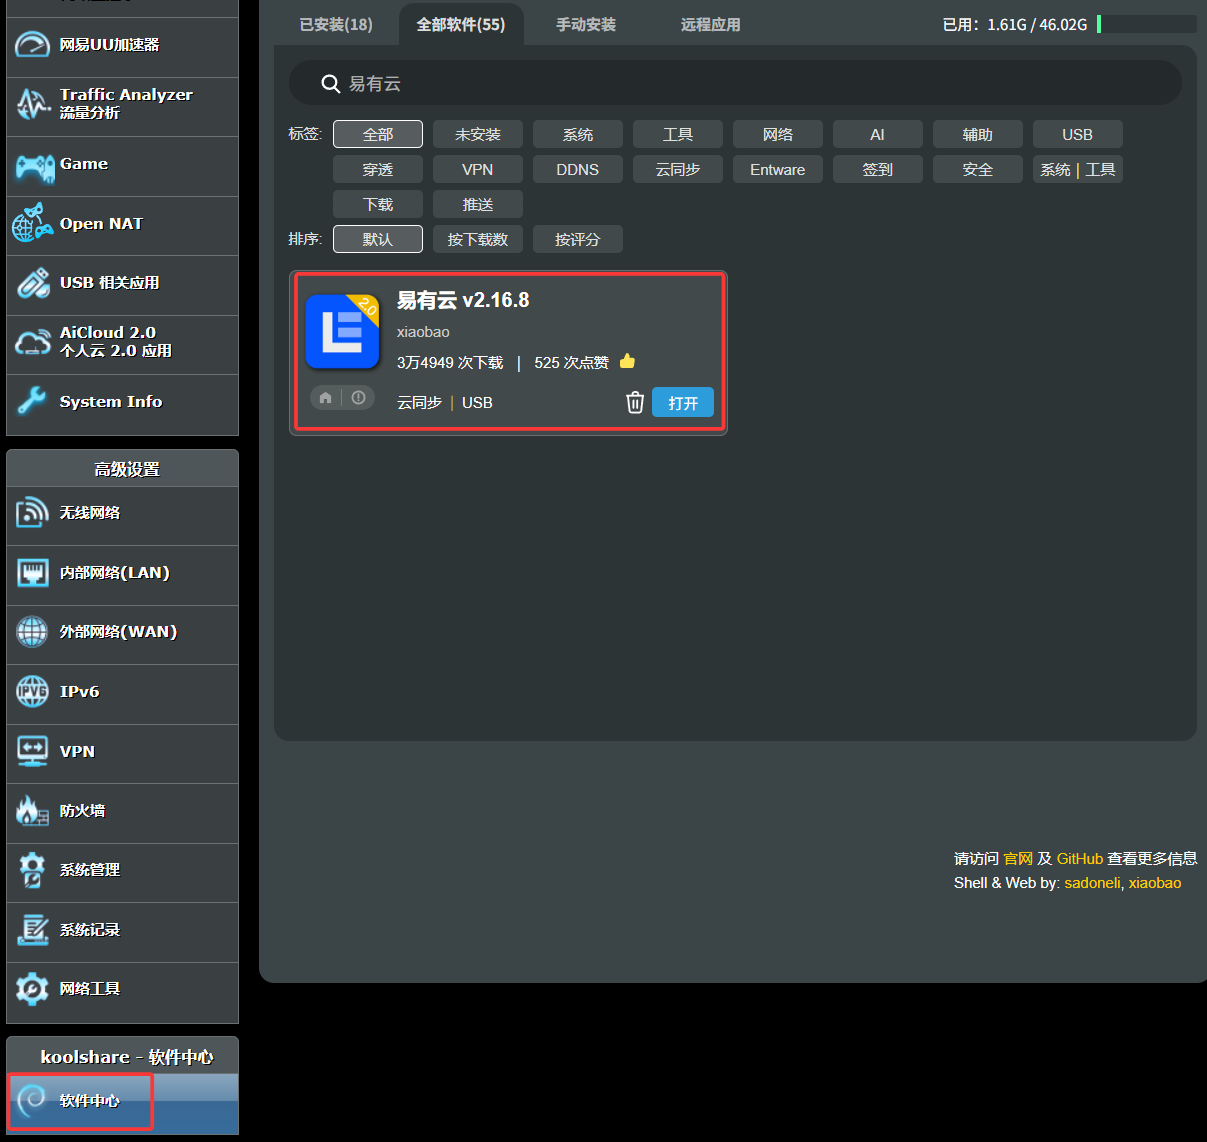 网易UU加速器
Traffic Analyzer
流量分析
Game
Open NAT
USB 相关应用
AiCloud 2.0
个人云 2.0 应用
System Info
高级设置
无线网络
内部网络(LAN)
外部网络(WAN)
IPv6
VPN
防火墙
系统管理
系统记录
网络工具
koolshare - 软件中心
软件中心
已安装(18) 全部软件(55) 手动安装 远程应用 已用：1.61G / 46.02G
易有云
标签: 全部 未安装 系统 工具 网络 AI 辅助 USB
穿透 VPN DDNS 云同步 Entware 签到 安全 系统 | 工具
下载 推送
排序: 默认 按下载数 按评分
2.0
易有云 v2.16.8
xiaobao
3万4949 次下载 | 525 次点赞
云同步 | USB 打开
请访问 官网 及 GitHub 查看更多信息
Shell & Web by: sadoneli, xiaobao